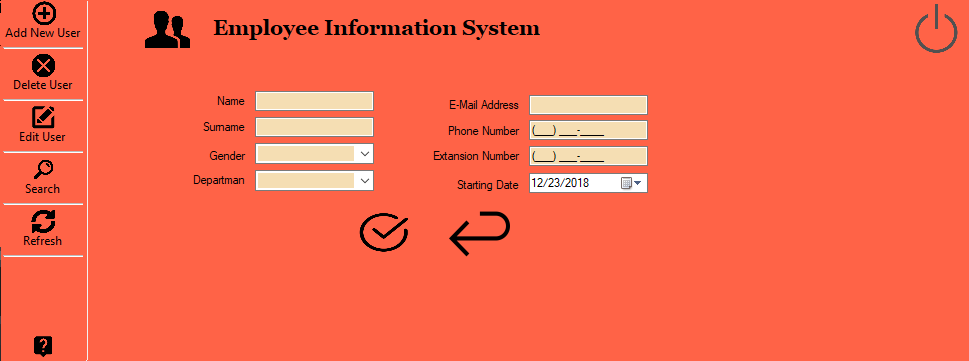 Add New User
Delete User
Edit User
Search
Refresh
Employee Information System
Name
Surname
Gender
Departman
E-Mail Address
Phone Number (___) ___-____
Extansion Number (___) ___-____
Starting Date 12/23/2018
?